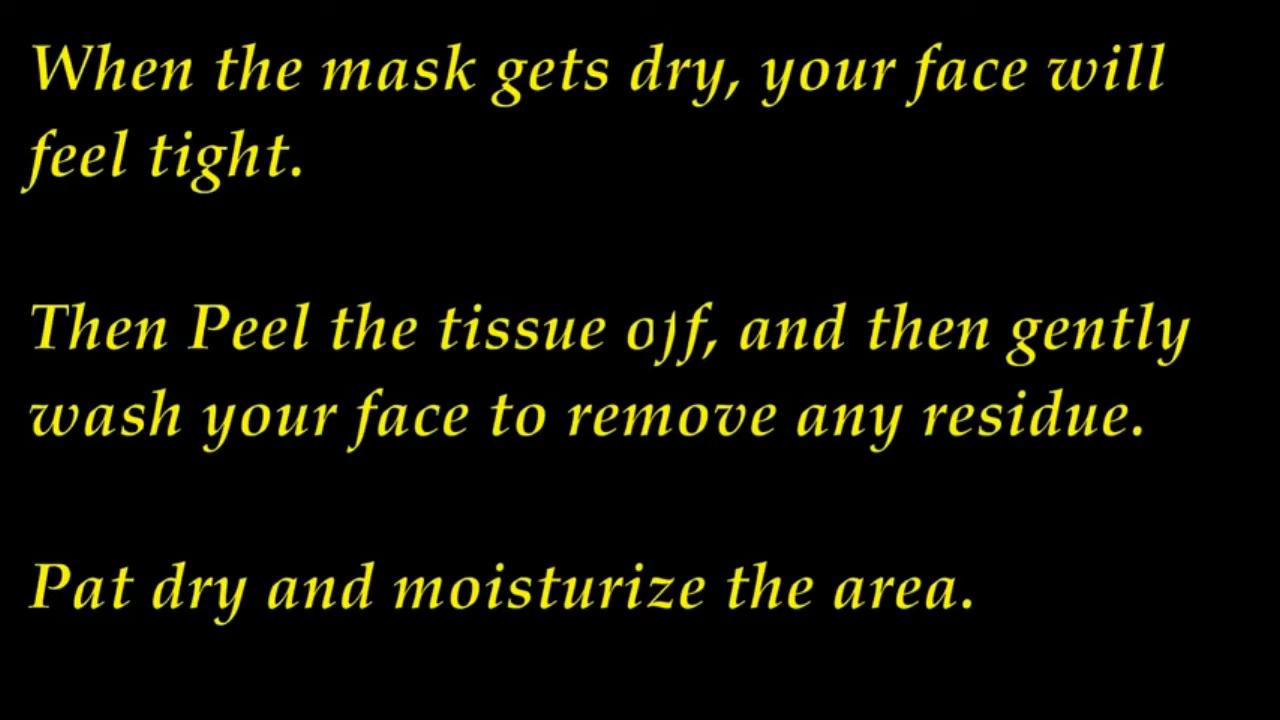 When the mask gets dry, your face will
feel tight.
Then Peel the tissue off, and then gently
wash your face to remove any residue.
Pat dry and moisturize the area.